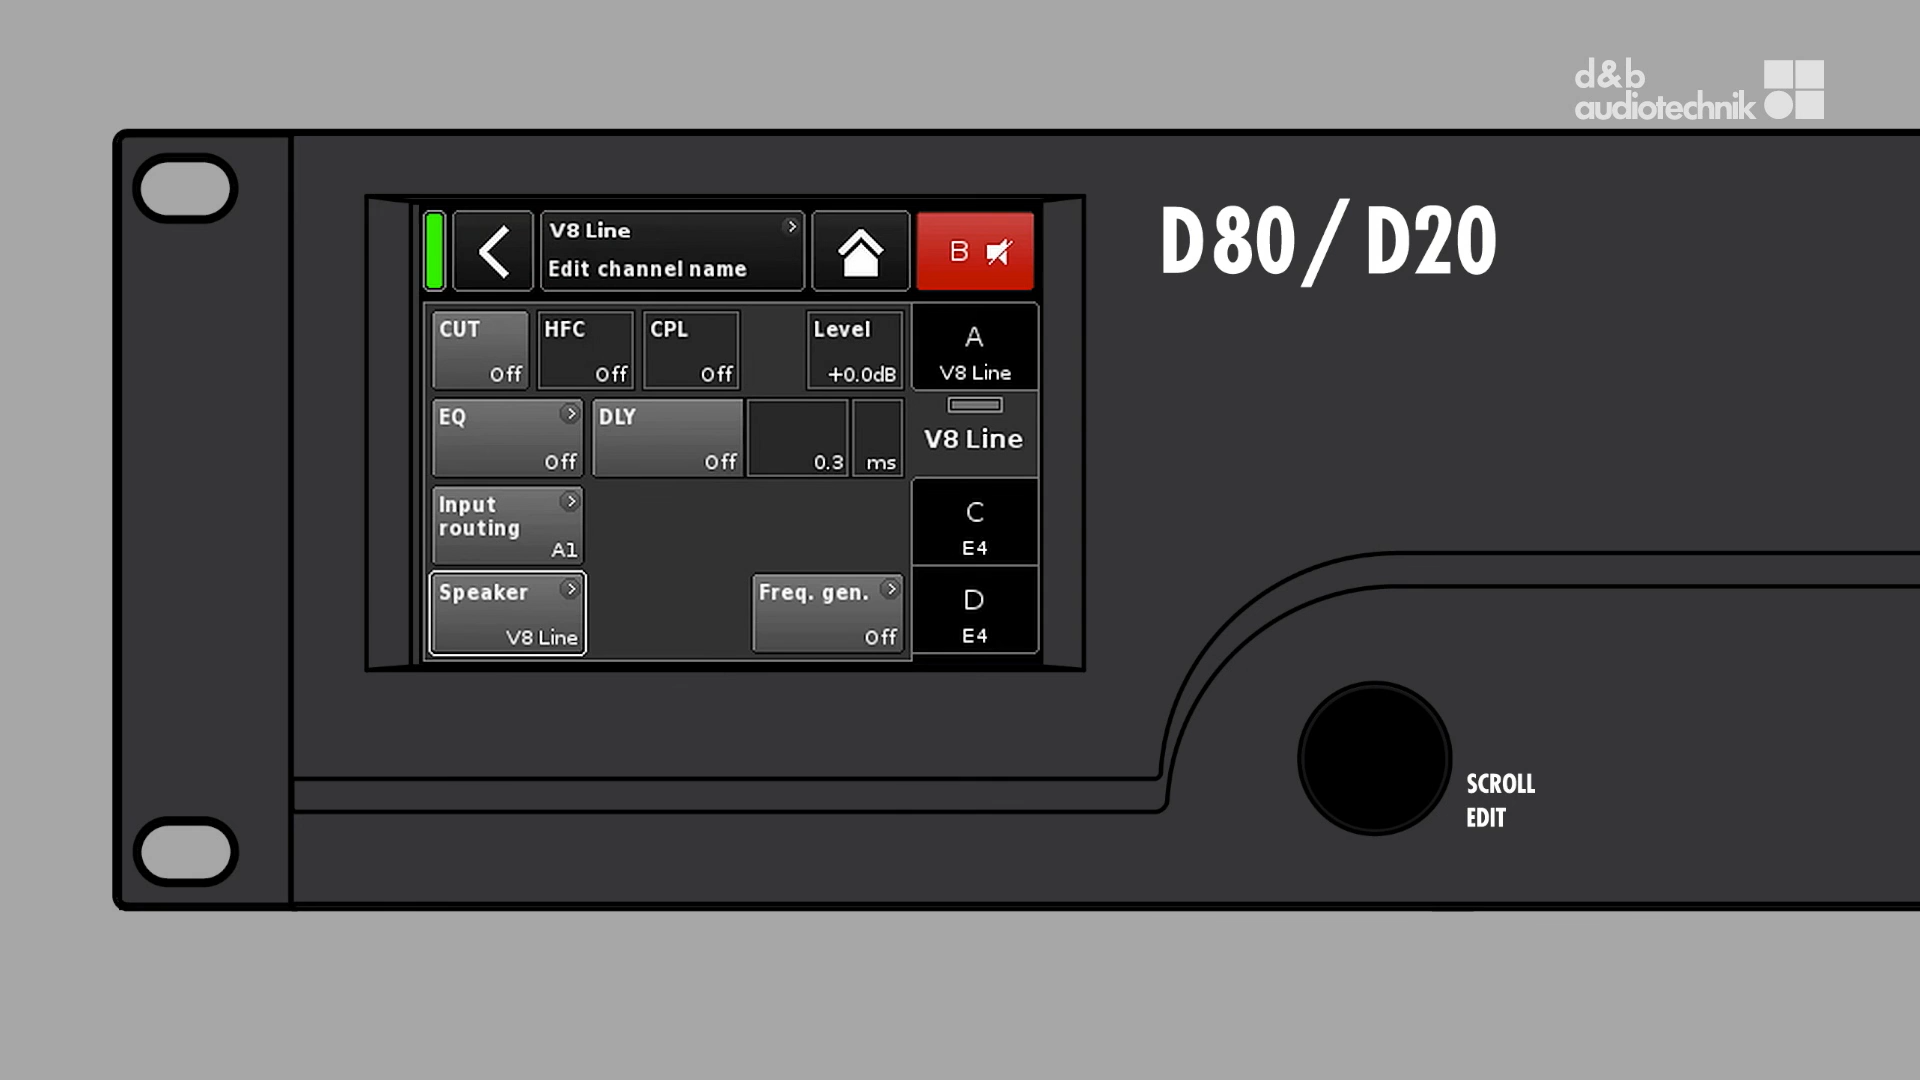 d&b
audiotechnik
D80/D20
V8 Line
Edit channel name
B
CUT
Off
HFC
Off
CPL
Off
Level
+0.0dB
A
V8 Line
EQ
Off
DLY
Off
0.3
ms
V8 Line
Input
routing
A1
C
E4
Speaker
V8 Line
Freq. gen.
Off
D
E4
SCROLL
EDIT